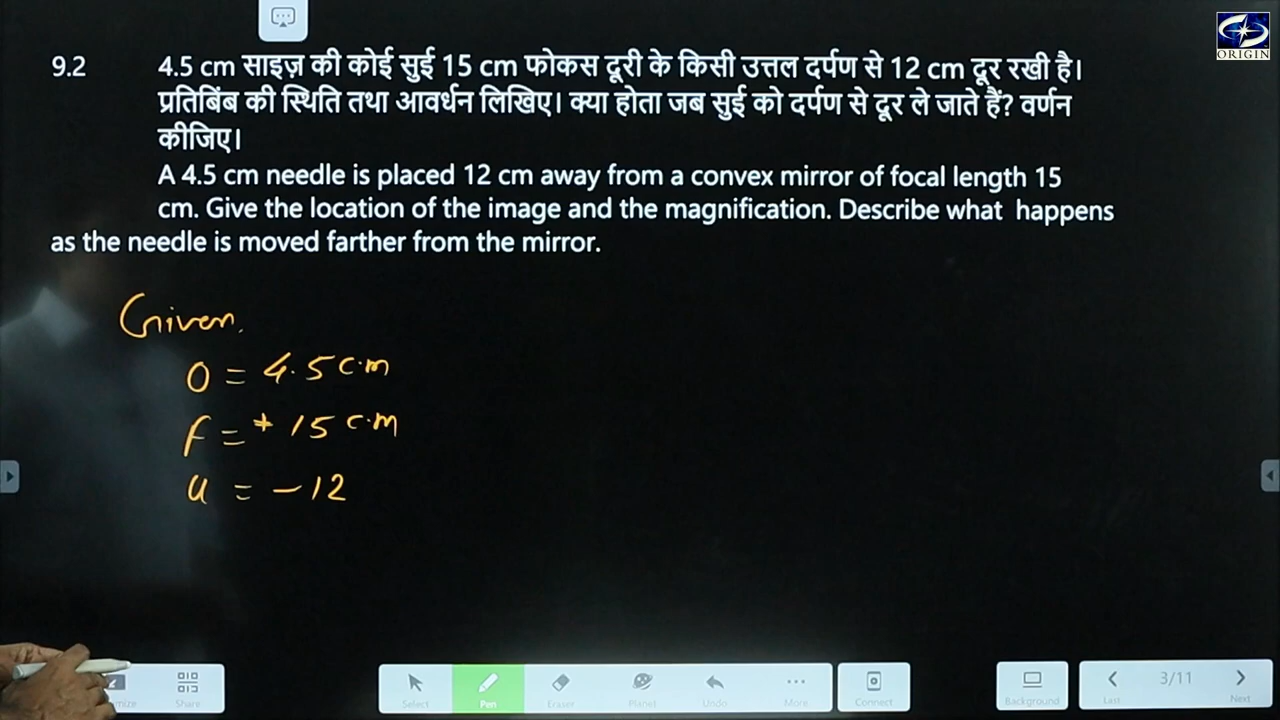 ORIGIN
9.2 4.5 cm साइज़ की कोई सुई 15 cm फोकस दूरी के किसी उत्तल दर्पण से 12 cm दूर रखी है।
प्रतिबिंब की स्थिति तथा आवर्धन लिखिए। क्या होता जब सुई को दर्पण से दूर ले जाते हैं? वर्णन
कीजिए।
A 4.5 cm needle is placed 12 cm away from a convex mirror of focal length 15
cm. Give the location of the image and the magnification. Describe what happens
as the needle is moved farther from the mirror.
Given.
O = 4.5 c.m
f = + 15 c.m
u = -12
Share
Select
Pen
Eraser
Planet
Undo
More
Connect
Background
Last
3/11
Next